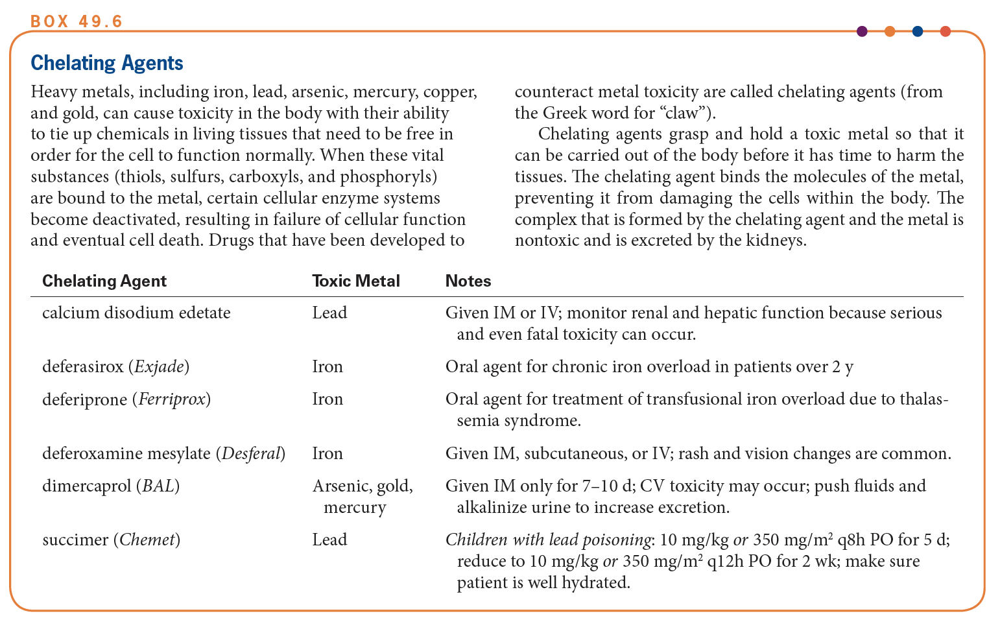 BOX 49.6
Chelating Agents
Heavy metals, including iron, lead, arsenic, mercury, copper,
and gold, can cause toxicity in the body with their ability
to tie up chemicals in living tissues that need to be free in
order for the cell to function normally. When these vital
substances (thiols, sulfurs, carboxyls, and phosphoryls)
are bound to the metal, certain cellular enzyme systems
become deactivated, resulting in failure of cellular function
and eventual cell death. Drugs that have been developed to
counteract metal toxicity are called chelating agents (from
the Greek word for “claw”).
Chelating agents grasp and hold a toxic metal so that it
can be carried out of the body before it has time to harm the
tissues. The chelating agent binds the molecules of the metal,
preventing it from damaging the cells within the body. The
complex that is formed by the chelating agent and the metal is
nontoxic and is excreted by the kidneys.
Chelating Agent Toxic Metal Notes
calcium disodium edetate Lead Given IM or IV; monitor renal and hepatic function because serious
and even fatal toxicity can occur.
deferasirox (Exjade) Iron Oral agent for chronic iron overload in patients over 2 y
deferiprone (Ferriprox) Iron Oral agent for treatment of transfusional iron overload due to thalas-
semia syndrome.
deferoxamine mesylate (Desferal) Iron Given IM, subcutaneous, or IV; rash and vision changes are common.
dimercaprol (BAL) Arsenic, gold, Given IM only for 7–10 d; CV toxicity may occur; push fluids and
mercury alkalinize urine to increase excretion.
succimer (Chemet) Lead Children with lead poisoning: 10 mg/kg or 350 mg/m² q8h PO for 5 d;
reduce to 10 mg/kg or 350 mg/m² q12h PO for 2 wk; make sure
patient is well hydrated.